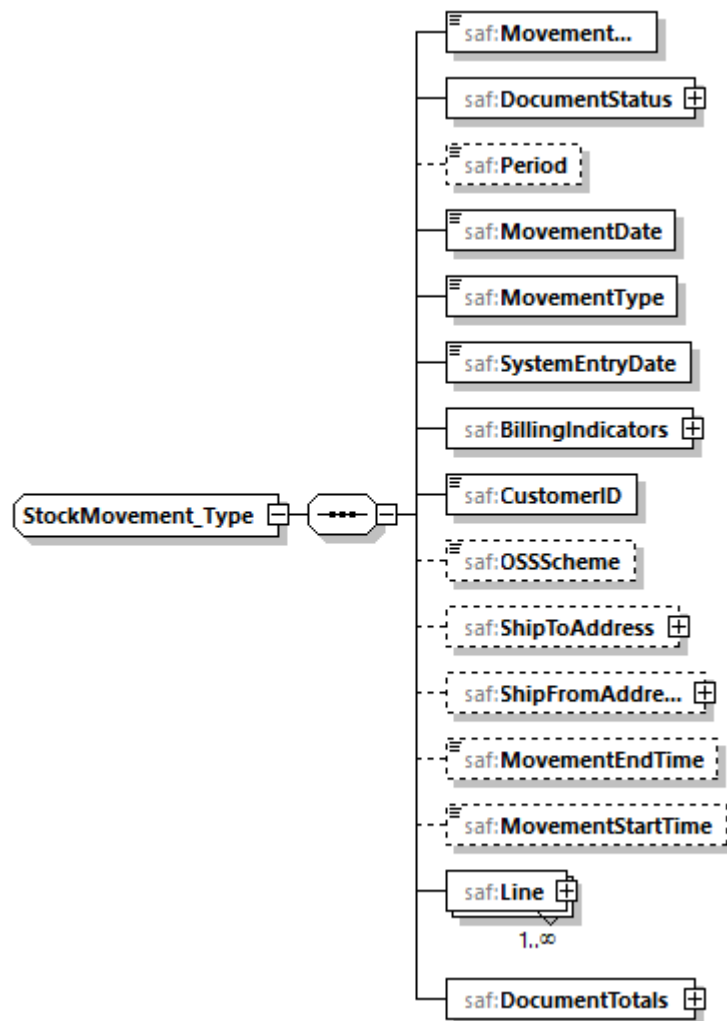 saf:Movement...
saf:DocumentStatus
saf:Period
saf:MovementDate
saf:MovementType
saf:SystemEntryDate
saf:BillingIndicators
StockMovement_Type
saf:CustomerID
saf:OSSScheme
saf:ShipToAddress
saf:ShipFromAddre...
saf:MovementEndTime
saf:MovementStartTime
saf:Line
1..∞
saf:DocumentTotals